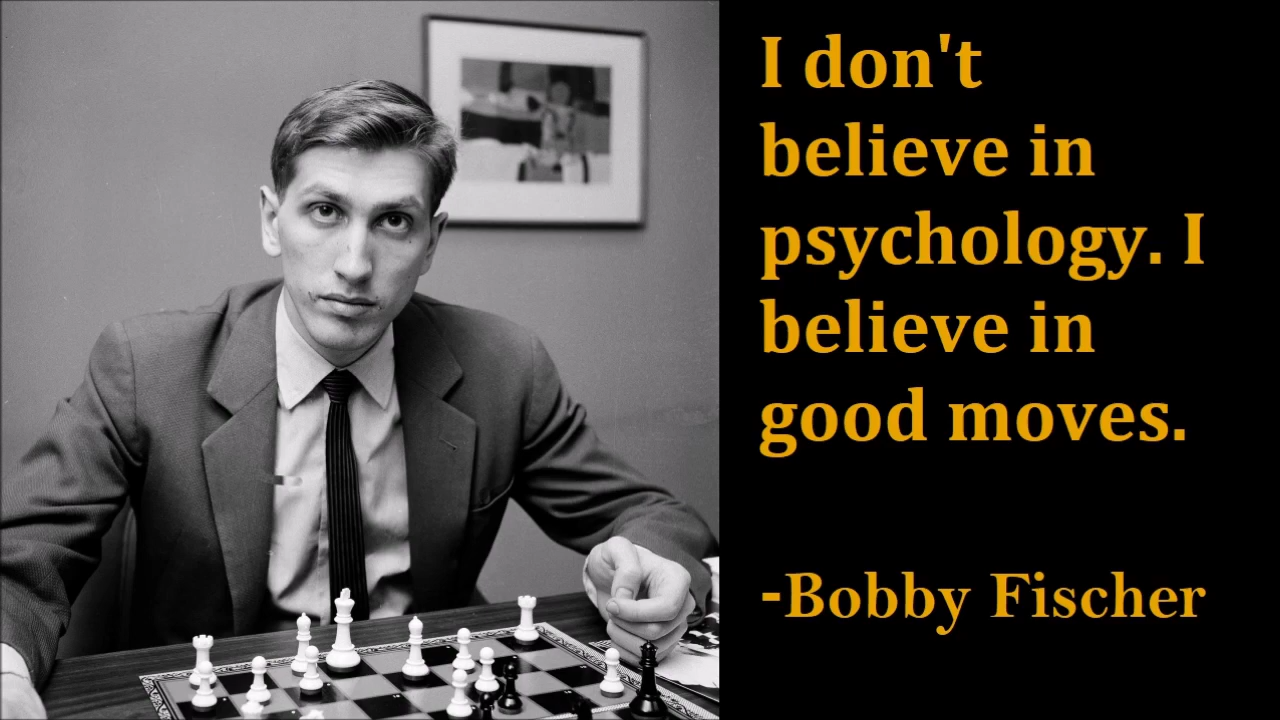 I don't
believe in
psychology. I
believe in
good moves.
-Bobby Fischer